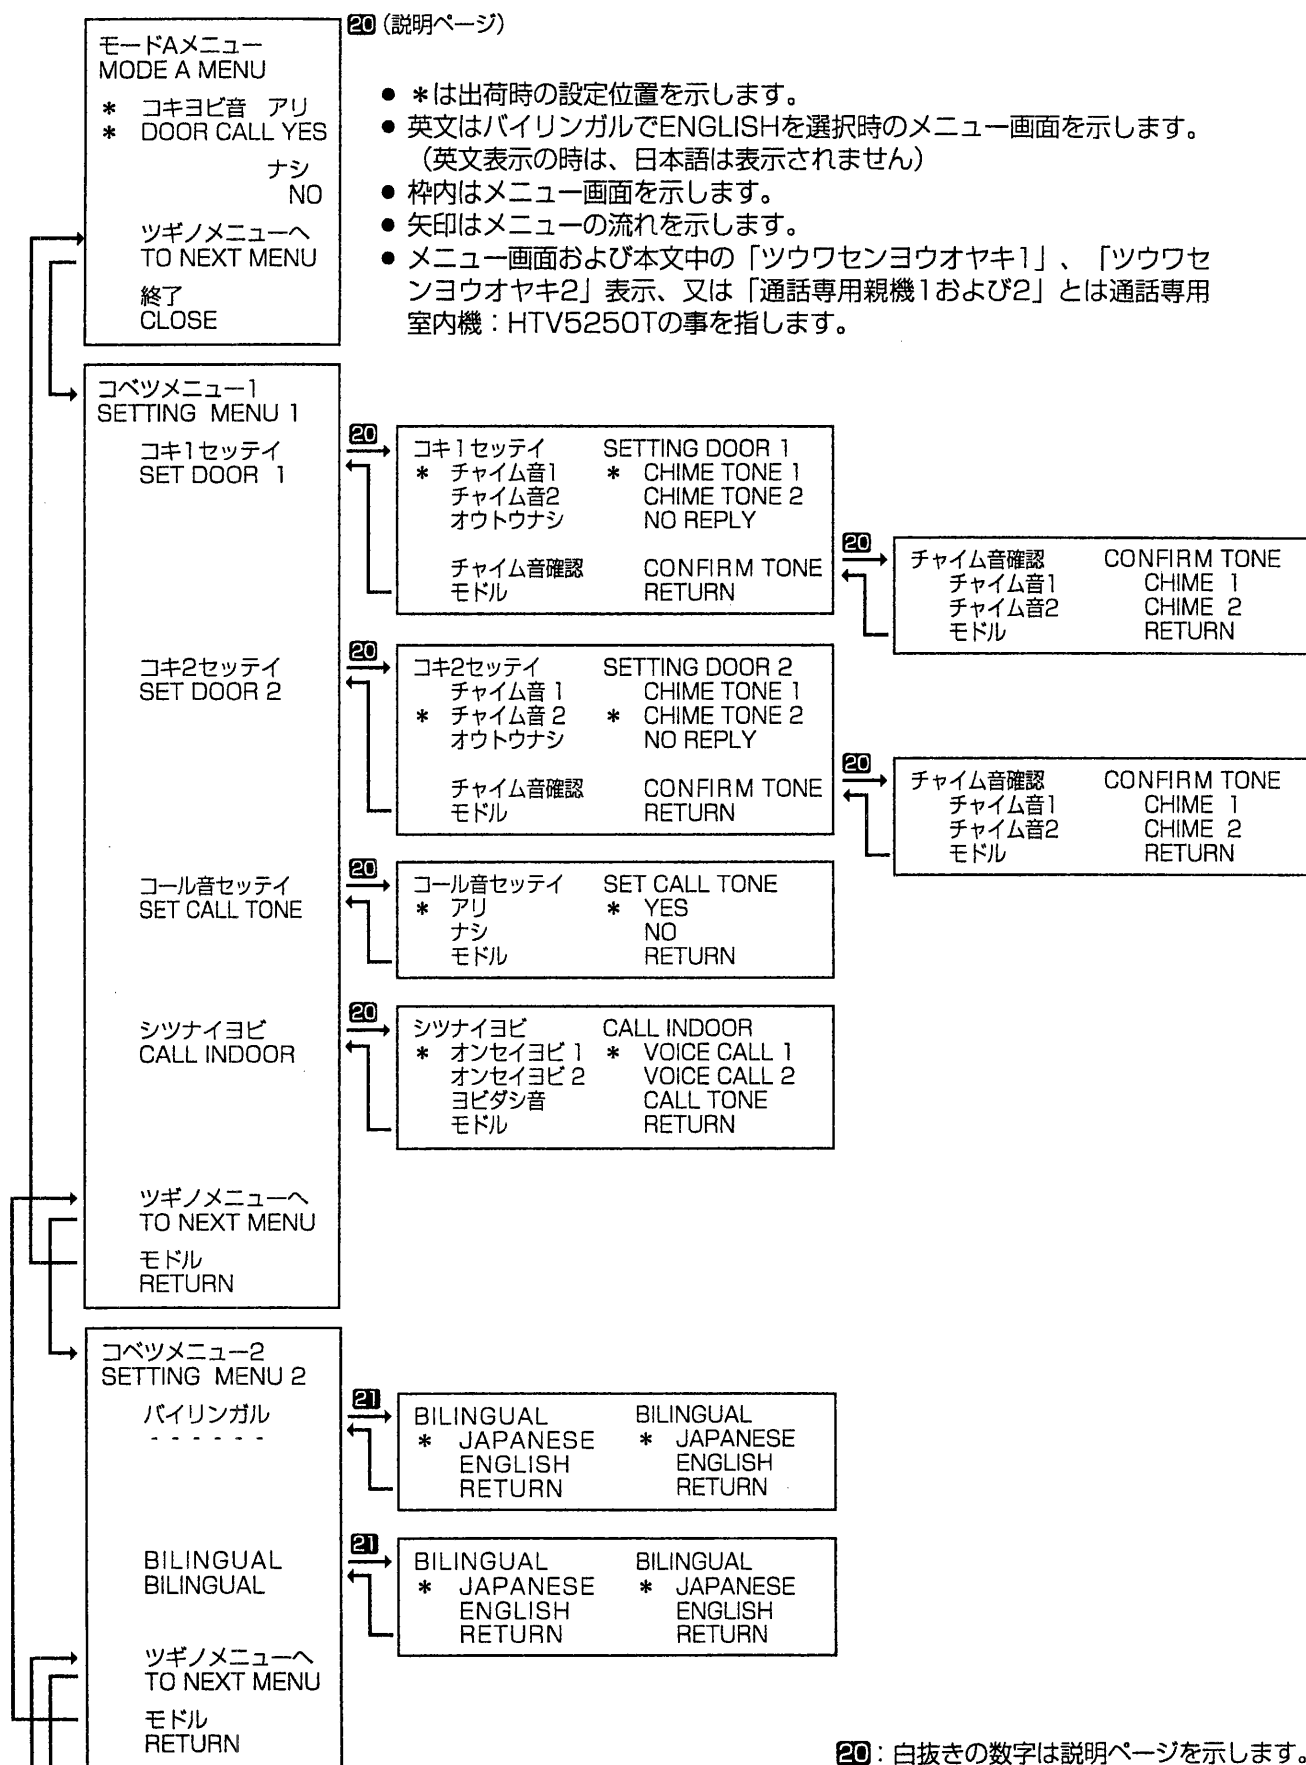 20 (説明ページ)
モードAメニュー
MODE A MENU
* コキヨビ音 アリ
* DOOR CALL YES
ナシ
NO
ツギノメニューへ
TO NEXT MENU
終了
CLOSE
● *は出荷時の設定位置を示します。
● 英文はバイリンガルでENGLISHを選択時のメニュー画面を示します。
（英文表示の時は、日本語は表示されません）
● 枠内はメニュー画面を示します。
● 矢印はメニューの流れを示します。
● メニュー画面および本文中の「ツウワセンヨウオヤキ1」、「ツウワセ
ンヨウオヤキ2」表示、又は「通話専用親機1および2」とは通話専用
室内機：HTV5250Tの事を指します。
コベツメニュー1
SETTING MENU 1
コキ1セッテイ
SET DOOR 1
20
コキ1セッテイ SETTING DOOR 1
* チャイム音1 * CHIME TONE 1
チャイム音2 CHIME TONE 2
オウトウナシ NO REPLY
チャイム音確認 CONFIRM TONE
モドル RETURN
20
チャイム音確認 CONFIRM TONE
チャイム音1 CHIME 1
チャイム音2 CHIME 2
モドル RETURN
コキ2セッテイ
SET DOOR 2
20
コキ2セッテイ SETTING DOOR 2
チャイム音1 CHIME TONE 1
* チャイム音2 * CHIME TONE 2
オウトウナシ NO REPLY
チャイム音確認 CONFIRM TONE
モドル RETURN
20
チャイム音確認 CONFIRM TONE
チャイム音1 CHIME 1
チャイム音2 CHIME 2
モドル RETURN
コール音セッテイ
SET CALL TONE
20
コール音セッテイ SET CALL TONE
* アリ * YES
ナシ NO
モドル RETURN
シツナイヨビ
CALL INDOOR
20
シツナイヨビ CALL INDOOR
* オンセイヨビ1 * VOICE CALL 1
オンセイヨビ2 VOICE CALL 2
ヨビダシ音 CALL TONE
モドル RETURN
ツギノメニューへ
TO NEXT MENU
モドル
RETURN
コベツメニュー2
SETTING MENU 2
バイリンガル
- - - - - -
21
BILINGUAL BILINGUAL
* JAPANESE * JAPANESE
ENGLISH ENGLISH
RETURN RETURN
BILINGUAL
BILINGUAL
21
BILINGUAL BILINGUAL
* JAPANESE * JAPANESE
ENGLISH ENGLISH
RETURN RETURN
ツギノメニューへ
TO NEXT MENU
モドル
RETURN
20：白抜きの数字は説明ページを示します。